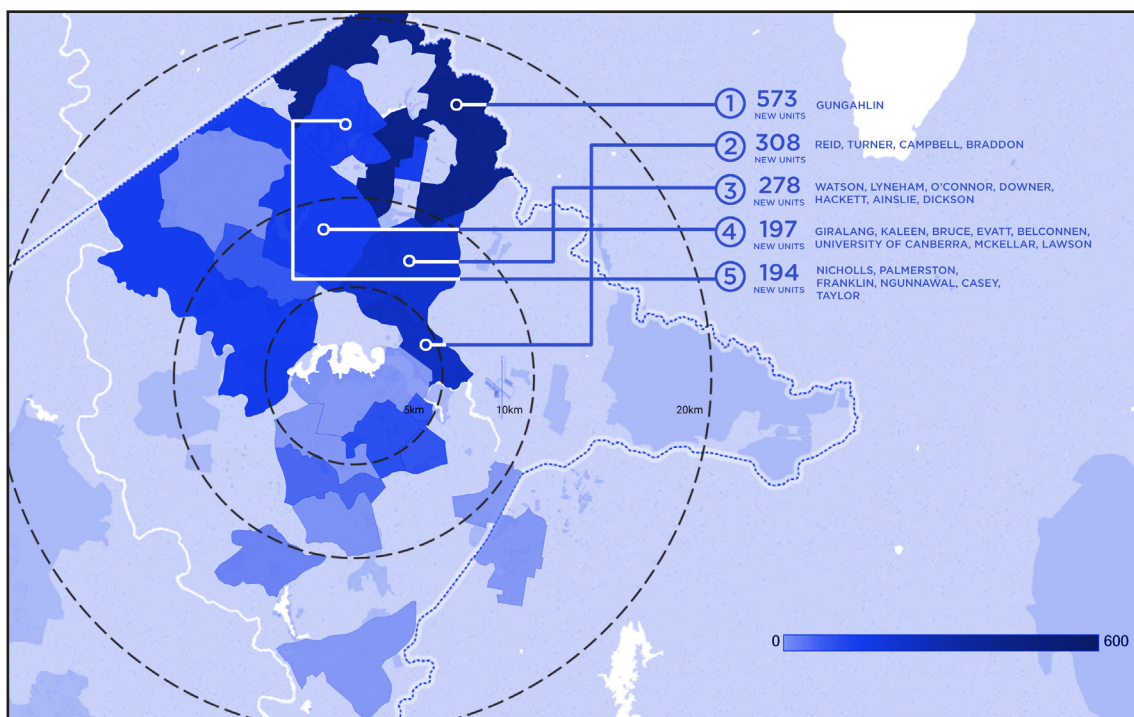 1 573 NEW UNITS GUNGAHLIN
2 308 NEW UNITS REID, TURNER, CAMPBELL, BRADDON
3 278 NEW UNITS WATSON, LYNEHAM, O'CONNOR, DOWNER,
HACKETT, AINSLIE, DICKSON
4 197 NEW UNITS GIRALANG, KALEEN, BRUCE, EVATT, BELCONNEN,
UNIVERSITY OF CANBERRA, MCKELLAR, LAWSON
5 194 NEW UNITS NICHOLLS, PALMERSTON,
FRANKLIN, NGUNNAWAL, CASEY,
TAYLOR
5km 10km 20km
0 600